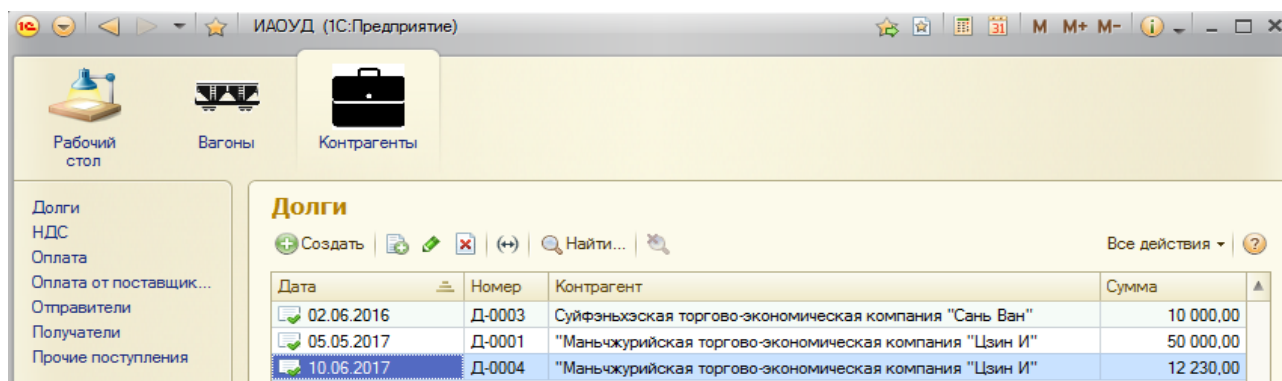 1С ИАОУД (1С:Предприятие) 31 M M+ M-
Рабочий стол
Вагоны
Контрагенты
Долги
НДС
Оплата
Оплата от поставщик...
Отправители
Получатели
Прочие поступления
Долги
Создать Найти... Все действия
Дата Номер Контрагент Сумма
02.06.2016 Д-0003 Суйфэньхэская торгово-экономическая компания "Сань Ван" 10 000,00
05.05.2017 Д-0001 "Маньчжурийская торгово-экономическая компания "Цзин И" 50 000,00
10.06.2017 Д-0004 "Маньчжурийская торгово-экономическая компания "Цзин И" 12 230,00